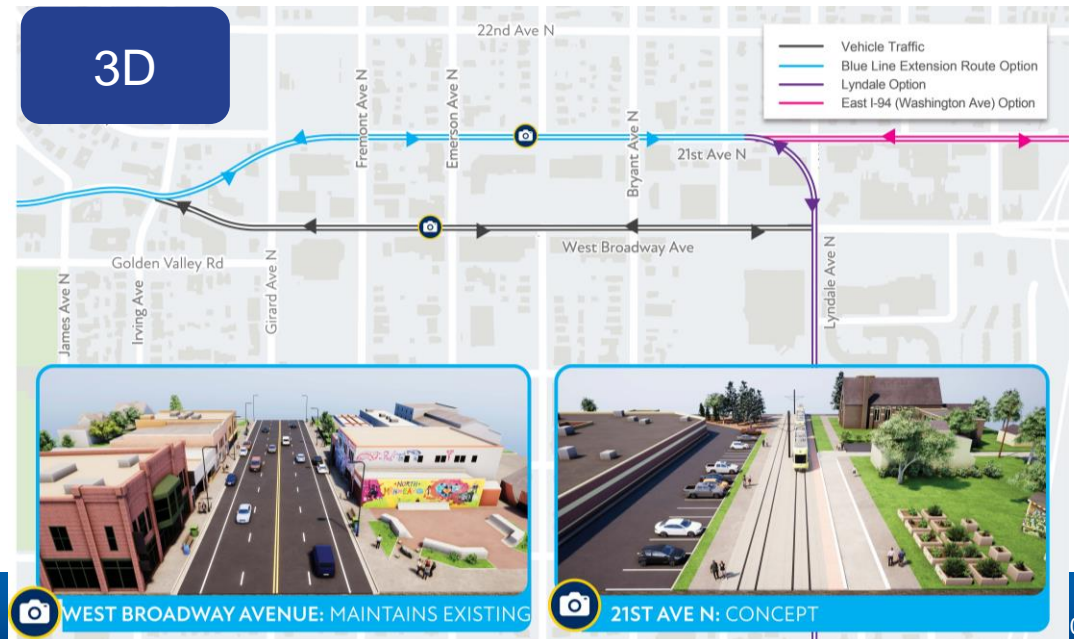 3D
22nd Ave N
Vehicle Traffic
Blue Line Extension Route Option
Lyndale Option
East I-94 (Washington Ave) Option
Fremont Ave N
Emerson Ave N
Bryant Ave N
21st Ave N
West Broadway Ave
Golden Valley Rd
James Ave N
Irving Ave
Girard Ave N
Lyndale Ave N
WEST BROADWAY AVENUE: MAINTAINS EXISTING
21ST AVE N: CONCEPT